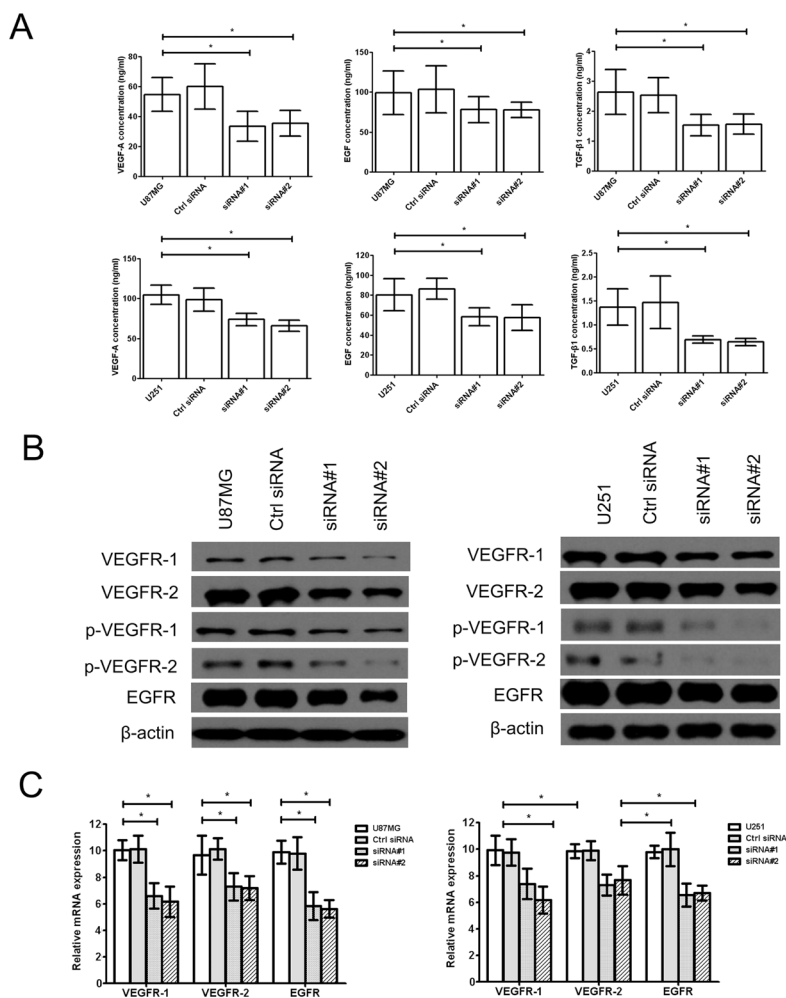 A
VEGF-A concentration (ng/ml)
80
60
40
20
0
*
*
U87MG
Ctrl siRNA
siRNA#1
siRNA#2
EGF concentration (ng/ml)
150
100
50
0
*
*
U87MG
Ctrl siRNA
siRNA#1
siRNA#2
TGF-β1 concentration (ng/ml)
4
3
2
1
0
*
*
U87MG
Ctrl siRNA
siRNA#1
siRNA#2
VEGF-A concentration (ng/ml)
150
100
50
0
*
*
U251
Ctrl siRNA
siRNA#1
siRNA#2
EGF concentration (ng/ml)
120
100
80
60
40
20
0
*
*
U251
Ctrl siRNA
siRNA#1
siRNA#2
TGF-β1 concentration (ng/ml)
2.0
1.5
1.0
0.5
0.0
*
*
U251
Ctrl siRNA
siRNA#1
siRNA#2
B
U87MG
Ctrl siRNA
siRNA#1
siRNA#2
VEGFR-1
VEGFR-2
p-VEGFR-1
p-VEGFR-2
EGFR
β-actin
U251
Ctrl siRNA
siRNA#1
siRNA#2
VEGFR-1
VEGFR-2
p-VEGFR-1
p-VEGFR-2
EGFR
β-actin
C
Relative mRNA expression
12
10
8
6
4
2
0
*
*
*
*
*
*
U87MG
Ctrl siRNA
siRNA#1
siRNA#2
VEGFR-1
VEGFR-2
EGFR
Relative mRNA expression
12
10
8
6
4
2
0
*
*
*
*
U251
Ctrl siRNA
siRNA#1
siRNA#2
VEGFR-1
VEGFR-2
EGFR